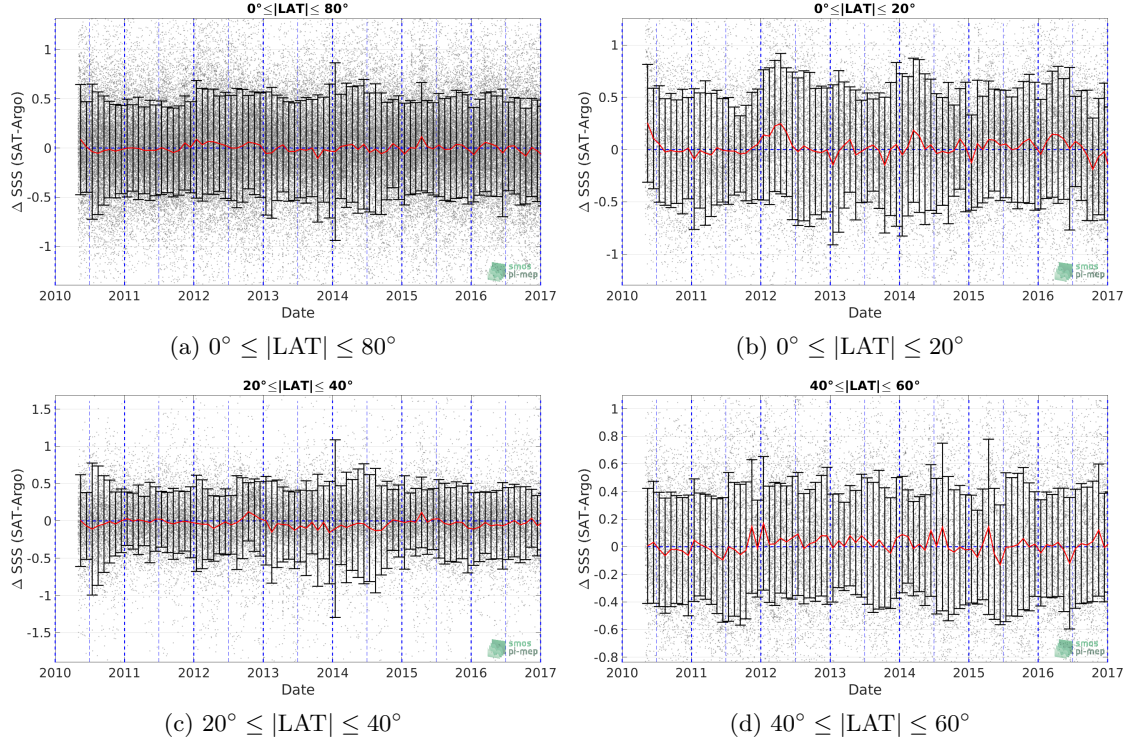 0°≤|LAT|≤ 80°
Δ SSS (SAT-Argo)
1
0.5
0
-0.5
-1
2010 2011 2012 2013 2014 2015 2016 2017
Date
smos
pi-mep
(a) 0° ≤ |LAT| ≤ 80°
0°≤|LAT|≤ 20°
Δ SSS (SAT-Argo)
1
0.5
0
-0.5
-1
2010 2011 2012 2013 2014 2015 2016 2017
Date
smos
pi-mep
(b) 0° ≤ |LAT| ≤ 20°
20°≤|LAT|≤ 40°
Δ SSS (SAT-Argo)
1.5
1
0.5
0
-0.5
-1
-1.5
2010 2011 2012 2013 2014 2015 2016 2017
Date
smos
pi-mep
(c) 20° ≤ |LAT| ≤ 40°
40°≤|LAT|≤ 60°
Δ SSS (SAT-Argo)
1
0.8
0.6
0.4
0.2
0
-0.2
-0.4
-0.6
-0.8
2010 2011 2012 2013 2014 2015 2016 2017
Date
smos
pi-mep
(d) 40° ≤ |LAT| ≤ 60°